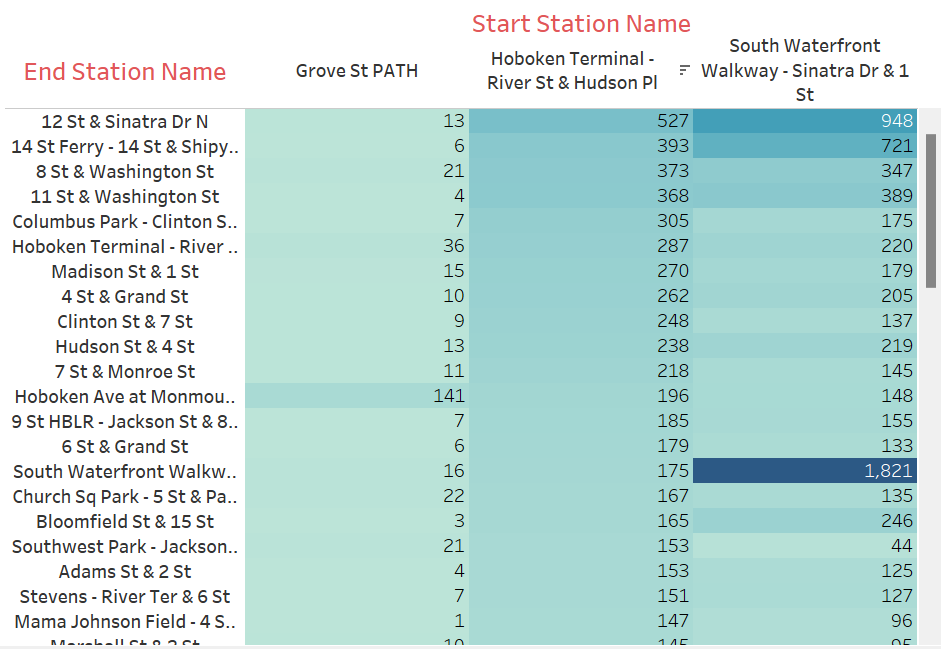 Start Station Name
End Station Name
Grove St PATH
Hoboken Terminal -
River St & Hudson Pl
South Waterfront
Walkway - Sinatra Dr & 1
St
12 St & Sinatra Dr N 13 527 948
14 St Ferry - 14 St & Shipy.. 6 393 721
8 St & Washington St 21 373 347
11 St & Washington St 4 368 389
Columbus Park - Clinton S.. 7 305 175
Hoboken Terminal - River .. 36 287 220
Madison St & 1 St 15 270 179
4 St & Grand St 10 262 205
Clinton St & 7 St 9 248 137
Hudson St & 4 St 13 238 219
7 St & Monroe St 11 218 145
Hoboken Ave at Monmou.. 141 196 148
9 St HBLR - Jackson St & 8.. 7 185 155
6 St & Grand St 6 179 133
South Waterfront Walkw.. 16 175 1,821
Church Sq Park - 5 St & Pa.. 22 167 135
Bloomfield St & 15 St 3 165 246
Southwest Park - Jackson.. 21 153 44
Adams St & 2 St 4 153 125
Stevens - River Ter & 6 St 7 151 127
Mama Johnson Field - 4 S.. 1 147 96